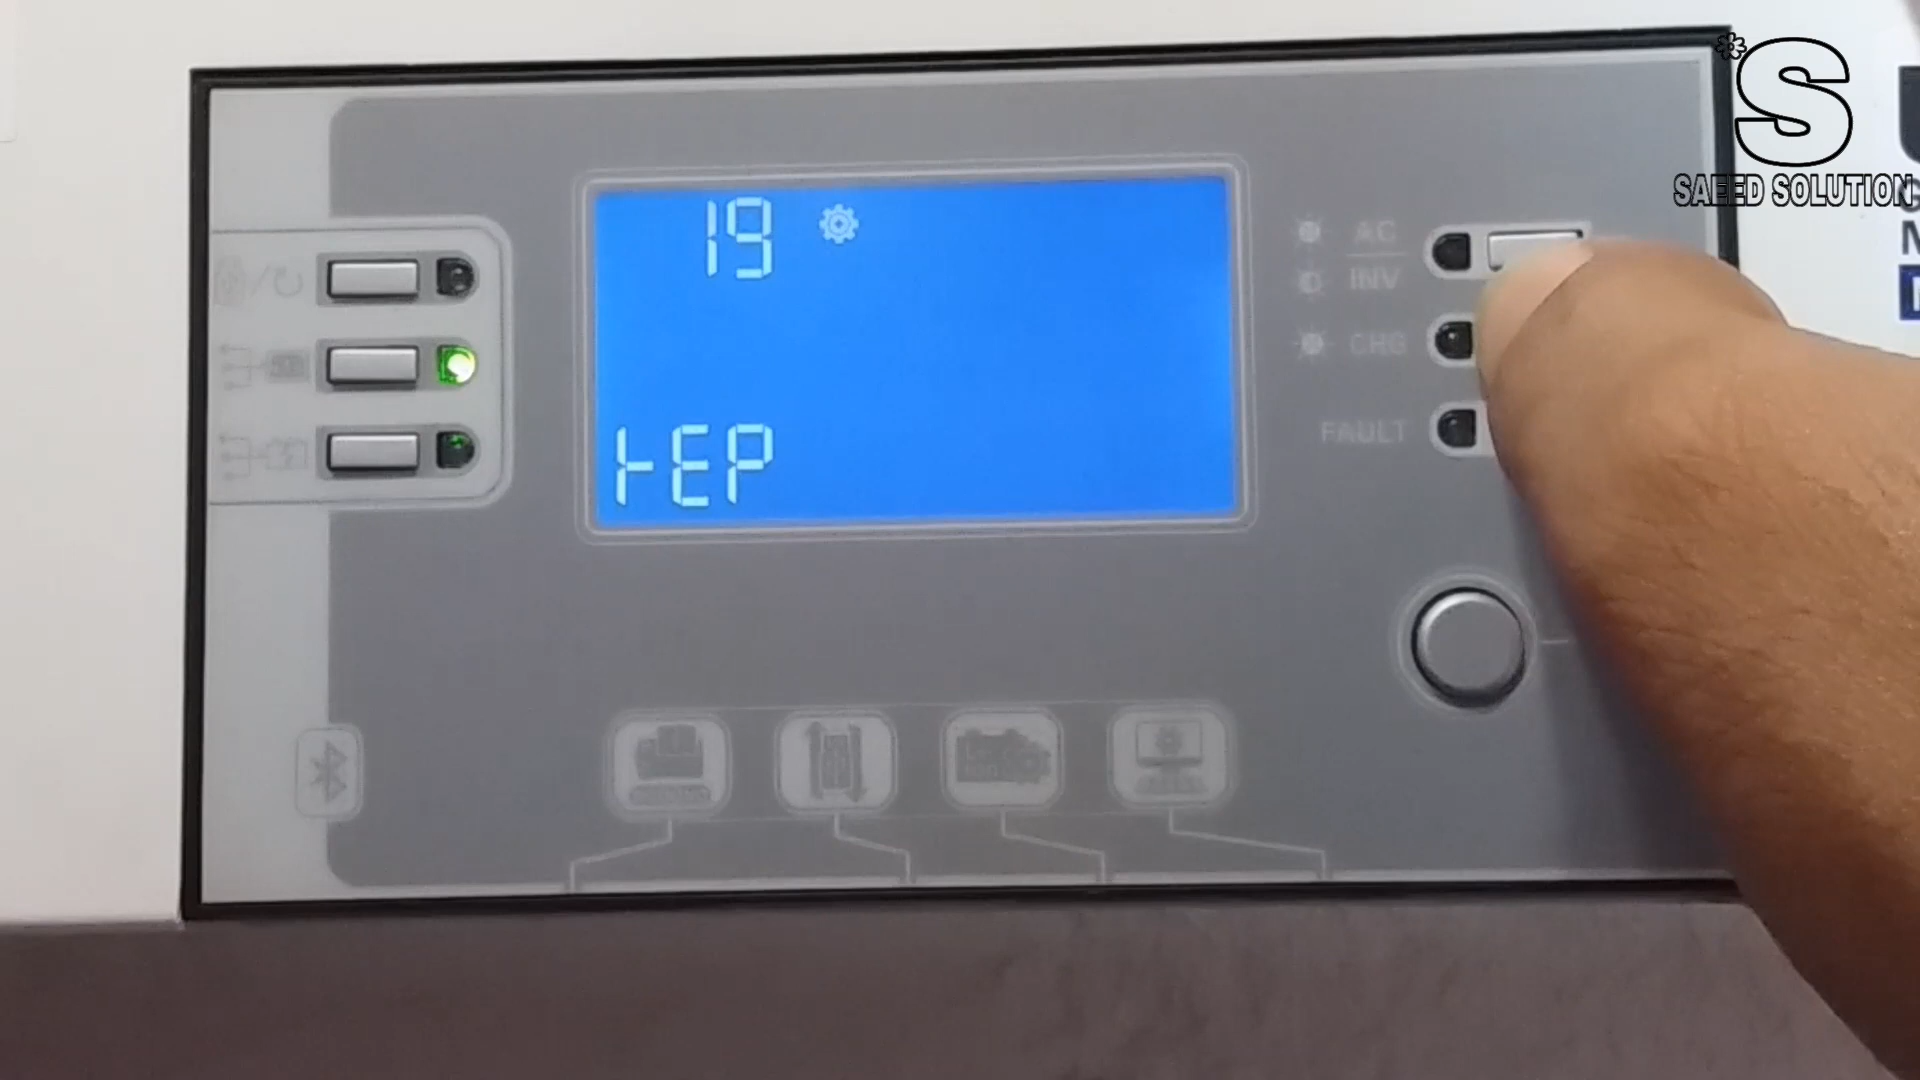 S
SAEED SOLUTION
19
AC
INV
CHG
FAULT
tEP